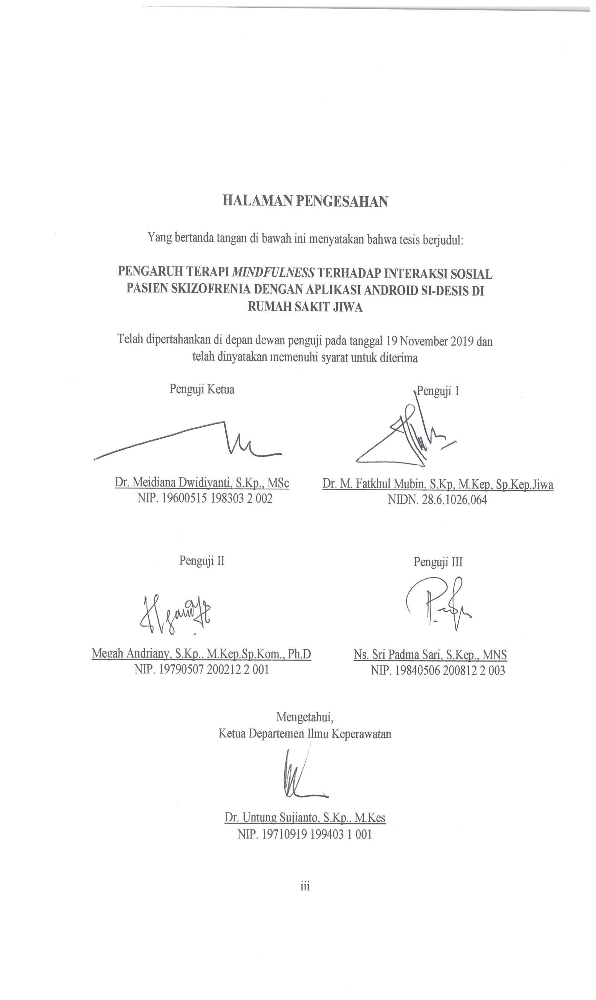 HALAMAN PENGESAHAN
Yang bertanda tangan di bawah ini menyatakan bahwa tesis berjudul:
PENGARUH TERAPI MINDFULNESS TERHADAP INTERAKSI SOSIAL
PASIEN SKIZOFRENIA DENGAN APLIKASI ANDROID SI-DESIS DI
RUMAH SAKIT JIWA
Telah dipertahankan di depan dewan penguji pada tanggal 19 November 2019 dan
telah dinyatakan memenuhi syarat untuk diterima
Penguji Ketua
Penguji 1
Dr. Meidiana Dwidiyanti, S.Kp., MSc
NIP. 19600515 198303 2 002
Dr. M. Fatkhul Mubin, S.Kp, M.Kep, Sp.Kep.Jiwa
NIDN. 28.6.1026.064
Penguji II
Penguji III
Megah Andriany, S.Kp., M.Kep.Sp.Kom., Ph.D
NIP. 19790507 200212 2 001
Ns. Sri Padma Sari, S.Kep., MNS
NIP. 19840506 200812 2 003
Mengetahui,
Ketua Departemen Ilmu Keperawatan
Dr. Untung Sujianto, S.Kp., M.Kes
NIP. 19710919 199403 1 001
iii